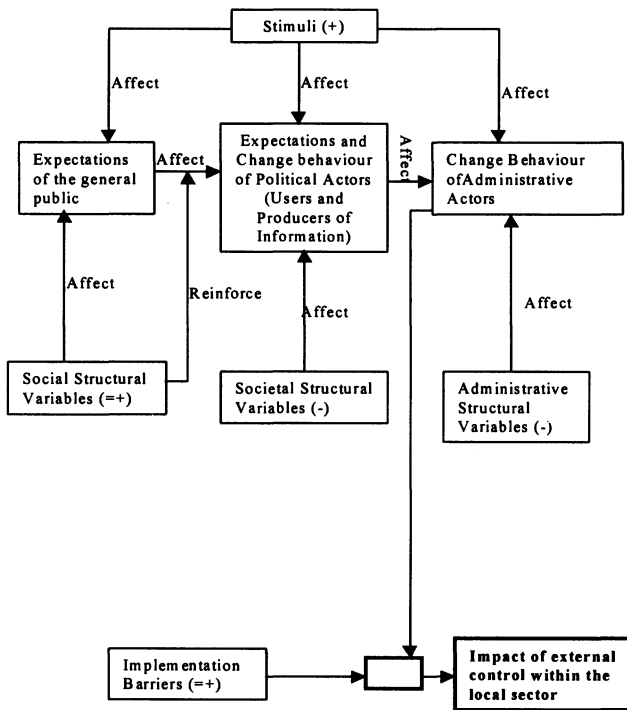 Stimuli (+)
Affect
Affect
Affect
Expectations
of the general
public
Affect
Expectations and
Change behaviour
of Political Actors
(Users and
Producers of
Information)
Affect
Change Behaviour
ofAdministrative
Actors
Affect
Reinforce
Affect
Affect
Social Structural
Variables (=+)
Societal Structural
Variables (-)
Administrative
Structural
Variables (-)
Implementation
Barriers (=+)
Impact of external
control within the
local sector